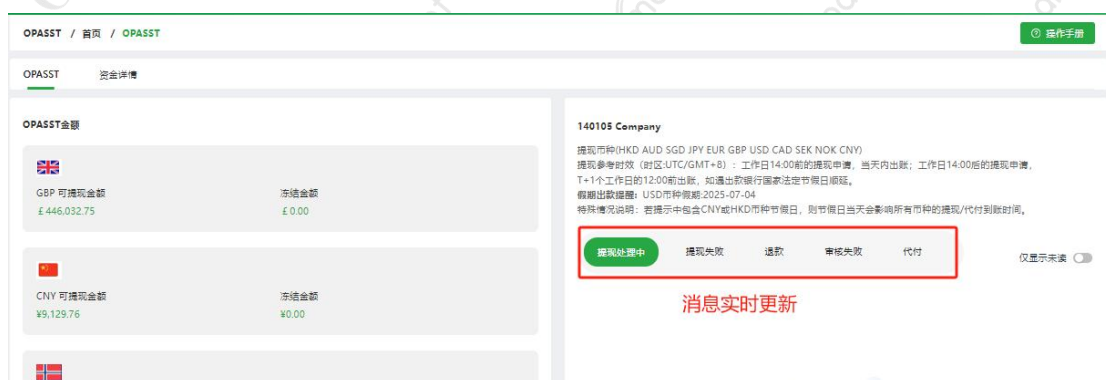 OPASST / 首页 / OPASST
操作手册
OPASST 资金详情
OPASST金额
GBP 可提现金额 冻结金额
£446,032.75 £0.00
CNY 可提现金额 冻结金额
¥9,129.76 ¥0.00
140105 Company
提现币种(HKD AUD SGD JPY EUR GBP USD CAD SEK NOK CNY)
提现参考时效（时区:UTC/GMT+8）：工作日14:00前的提现申请，当天内出账；工作日14:00后的提现申请，
T+1个工作日的12:00前出账，如遇出款银行国家法定节假日顺延。
假期出款提醒：USD币种假期:2025-07-04
特殊情况说明：若提示中包含CNY或HKD币种节假日，则节假日当天会影响所有币种的提现/代付到账时间。
提现处理中 提现失败 退款 审核失败 代付
仅显示未读
消息实时更新